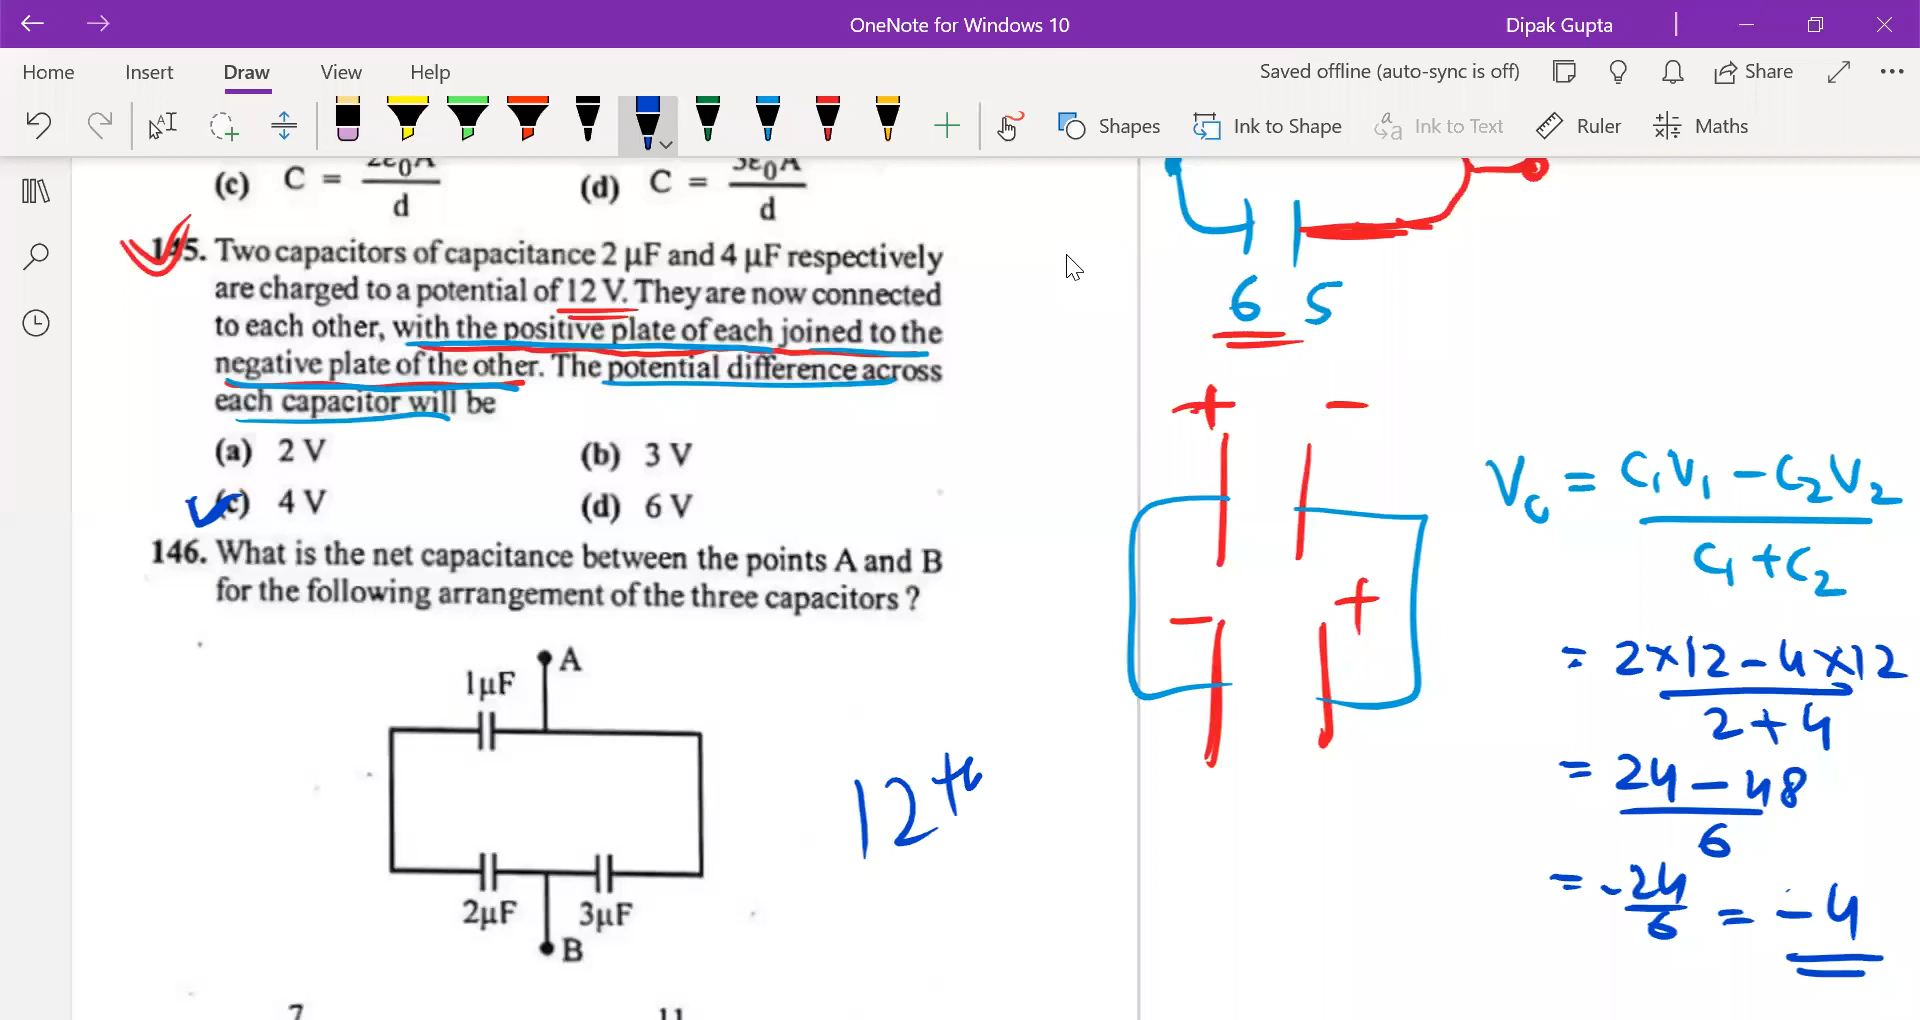 OneNote for Windows 10
Dipak Gupta
Home Insert Draw View Help
Saved offline (auto-sync is off)
Share
Shapes
Ink to Shape
Ink to Text
Ruler
Maths
(c) C = 2ε0A / d
(d) C = 3ε0A / d
145. Two capacitors of capacitance 2 μF and 4 μF respectively
are charged to a potential of 12 V. They are now connected
to each other, with the positive plate of each joined to the
negative plate of the other. The potential difference across
each capacitor will be
(a) 2 V
(b) 3 V
(c) 4 V
(d) 6 V
146. What is the net capacitance between the points A and B
for the following arrangement of the three capacitors ?
A
1μF
2μF
3μF
B
12th
6 5
+ −
− +
Vc = C1V1 − C2V2
C1 + C2
= 2×12 − 4×12
2+4
= 24 − 48
6
= -24/6 = -4